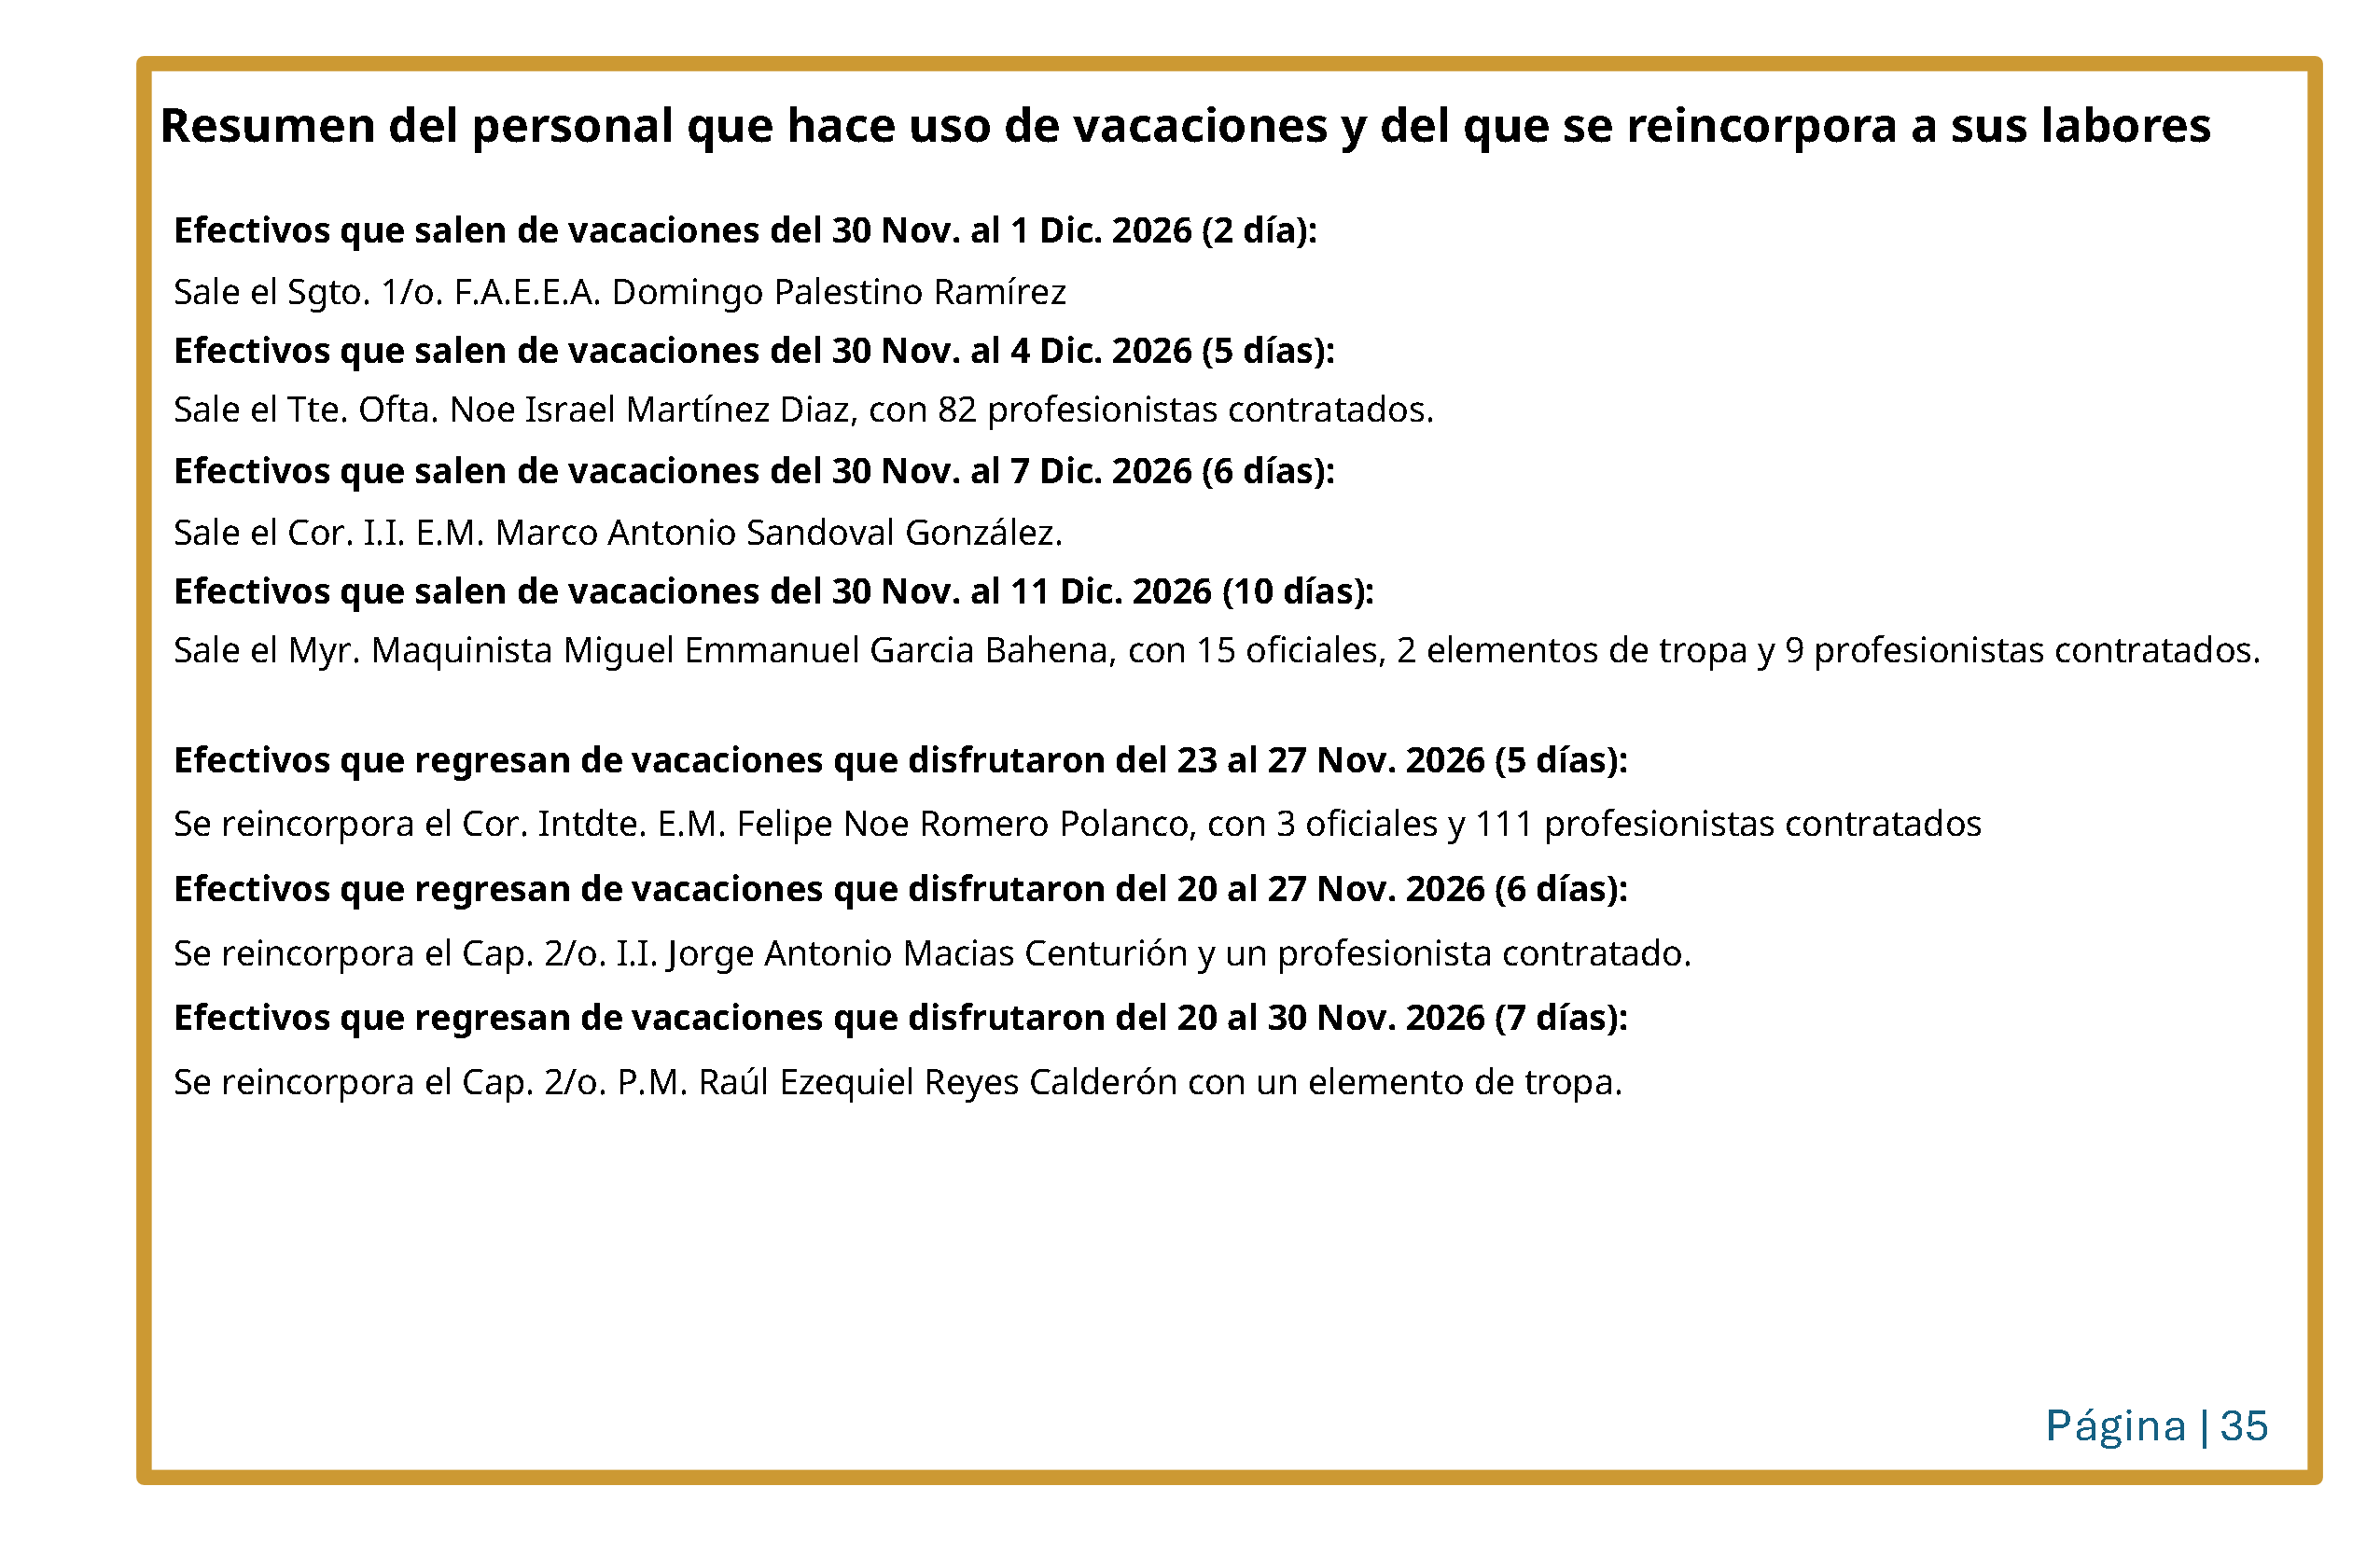 Resumen del personal que hace uso de vacaciones y del que se reincorpora a sus labores
Efectivos que salen de vacaciones del 30 Nov. al 1 Dic. 2026 (2 día):
Sale el Sgto. 1/o. F.A.E.E.A. Domingo Palestino Ramírez
Efectivos que salen de vacaciones del 30 Nov. al 4 Dic. 2026 (5 días):
Sale el Tte. Ofta. Noe Israel Martínez Diaz, con 82 profesionistas contratados.
Efectivos que salen de vacaciones del 30 Nov. al 7 Dic. 2026 (6 días):
Sale el Cor. I.I. E.M. Marco Antonio Sandoval González.
Efectivos que salen de vacaciones del 30 Nov. al 11 Dic. 2026 (10 días):
Sale el Myr. Maquinista Miguel Emmanuel Garcia Bahena, con 15 oficiales, 2 elementos de tropa y 9 profesionistas contratados.
Efectivos que regresan de vacaciones que disfrutaron del 23 al 27 Nov. 2026 (5 días):
Se reincorpora el Cor. Intdte. E.M. Felipe Noe Romero Polanco, con 3 oficiales y 111 profesionistas contratados
Efectivos que regresan de vacaciones que disfrutaron del 20 al 27 Nov. 2026 (6 días):
Se reincorpora el Cap. 2/o. I.I. Jorge Antonio Macias Centurión y un profesionista contratado.
Efectivos que regresan de vacaciones que disfrutaron del 20 al 30 Nov. 2026 (7 días):
Se reincorpora el Cap. 2/o. P.M. Raúl Ezequiel Reyes Calderón con un elemento de tropa.
Página | 35